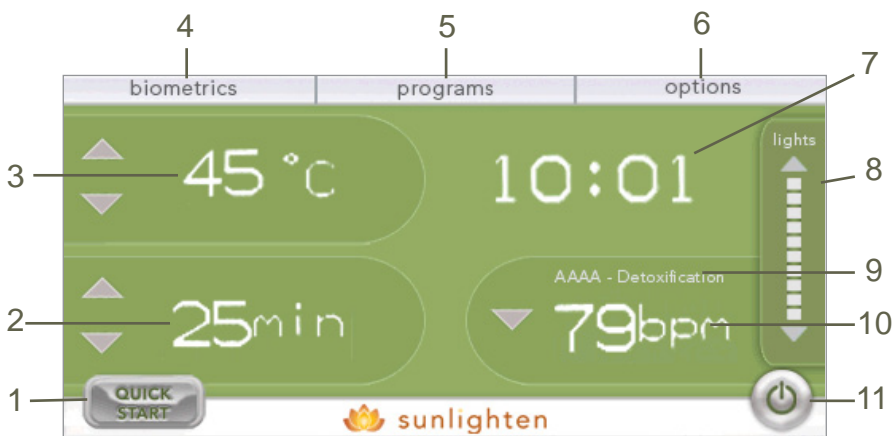 4 5 6
7
biometrics programs options
lights
8
3 45 °C 10:01
AAAA - Detoxification 9
2 25min 79bpm 10
1 QUICK START 11
sunlighten